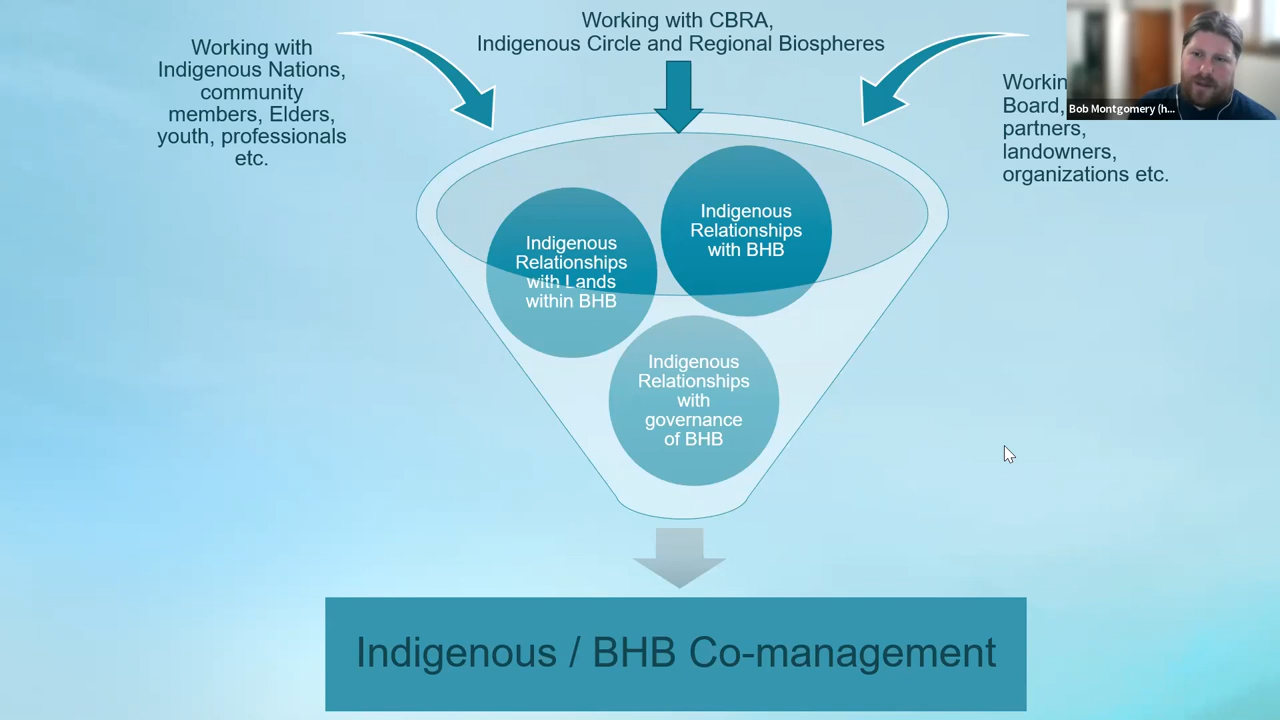 Working with CBRA,
Indigenous Circle and Regional Biospheres
Working with
Indigenous Nations,
community
members, Elders,
youth, professionals
etc.
Board,
partners,
landowners,
organizations etc.
Bob Montgomery (h...
Indigenous
Relationships
with BHB
Indigenous
Relationships
with Lands
within BHB
Indigenous
Relationships
with
governance
of BHB
Indigenous / BHB Co-management